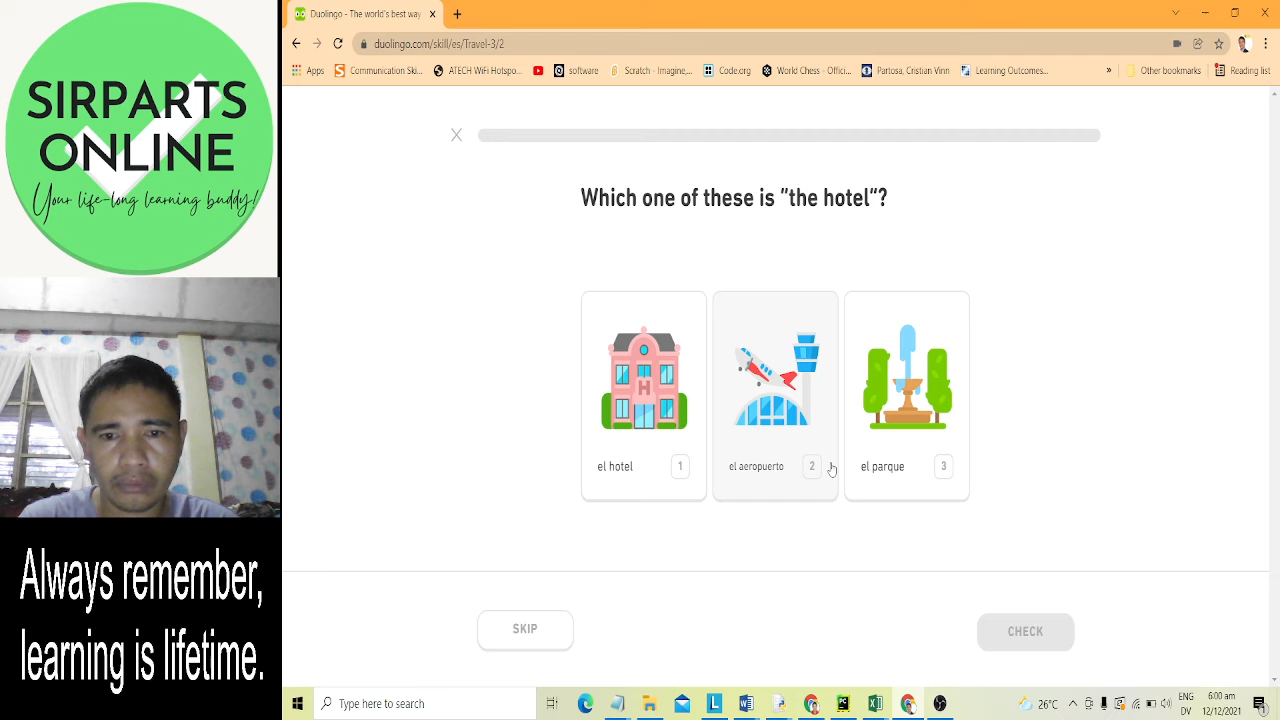 SIRPARTS
ONLINE
Your life-long learning buddy!
Always remember,
learning is lifetime.
Duolingo - The world's best way
duolingo.com/skill/es/Travel-3/2
Apps
Communication Ski...
ATECH WiFi Hotspo...
software
Scratch - Imagine,...
Code.org
World Chess - Offici...
Partosa, Christian Vinn
Learning Outcomes...
»
Other bookmarks
Reading list
X
Which one of these is "the hotel"?
H
el hotel 1
el aeropuerto 2
el parque 3
SKIP
CHECK
Type here to search
26°C
ENG
DV
6:00 am
12/12/2021